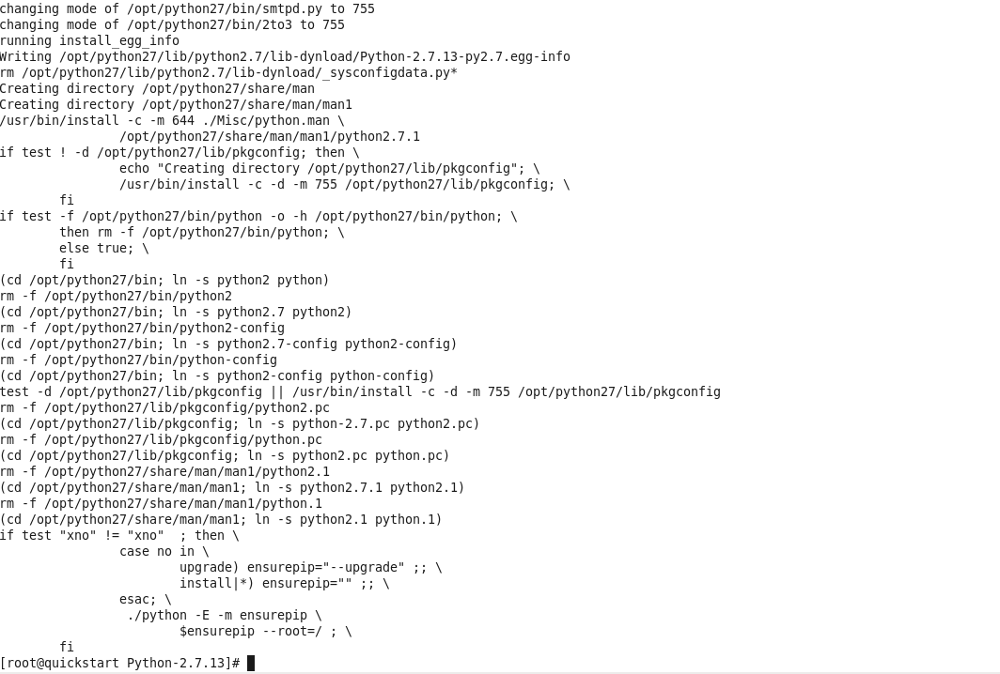 changing mode of /opt/python27/bin/smtpd.py to 755
changing mode of /opt/python27/bin/2to3 to 755
running install_egg_info
Writing /opt/python27/lib/python2.7/lib-dynload/Python-2.7.13-py2.7.egg-info
rm /opt/python27/lib/python2.7/lib-dynload/_sysconfigdata.py*
Creating directory /opt/python27/share/man
Creating directory /opt/python27/share/man/man1
/usr/bin/install -c -m 644 ./Misc/python.man \
                /opt/python27/share/man/man1/python2.7.1
if test ! -d /opt/python27/lib/pkgconfig; then \
                echo "Creating directory /opt/python27/lib/pkgconfig"; \
                /usr/bin/install -c -d -m 755 /opt/python27/lib/pkgconfig; \
        fi
if test -f /opt/python27/bin/python -o -h /opt/python27/bin/python; \
        then rm -f /opt/python27/bin/python; \
        else true; \
        fi
(cd /opt/python27/bin; ln -s python2 python)
rm -f /opt/python27/bin/python2
(cd /opt/python27/bin; ln -s python2.7 python2)
rm -f /opt/python27/bin/python2-config
(cd /opt/python27/bin; ln -s python2.7-config python2-config)
rm -f /opt/python27/bin/python-config
(cd /opt/python27/bin; ln -s python2-config python-config)
test -d /opt/python27/lib/pkgconfig || /usr/bin/install -c -d -m 755 /opt/python27/lib/pkgconfig
rm -f /opt/python27/lib/pkgconfig/python2.pc
(cd /opt/python27/lib/pkgconfig; ln -s python-2.7.pc python2.pc)
rm -f /opt/python27/lib/pkgconfig/python.pc
(cd /opt/python27/lib/pkgconfig; ln -s python2.pc python.pc)
rm -f /opt/python27/share/man/man1/python2.1
(cd /opt/python27/share/man/man1; ln -s python2.7.1 python2.1)
rm -f /opt/python27/share/man/man1/python.1
(cd /opt/python27/share/man/man1; ln -s python2.1 python.1)
if test "xno" != "xno"  ; then \
                case no in \
                        upgrade) ensurepip="--upgrade" ;; \
                        install|*) ensurepip="" ;; \
                esac; \
                 ./python -E -m ensurepip \
                        $ensurepip --root=/ ; \
        fi
[root@quickstart Python-2.7.13]#